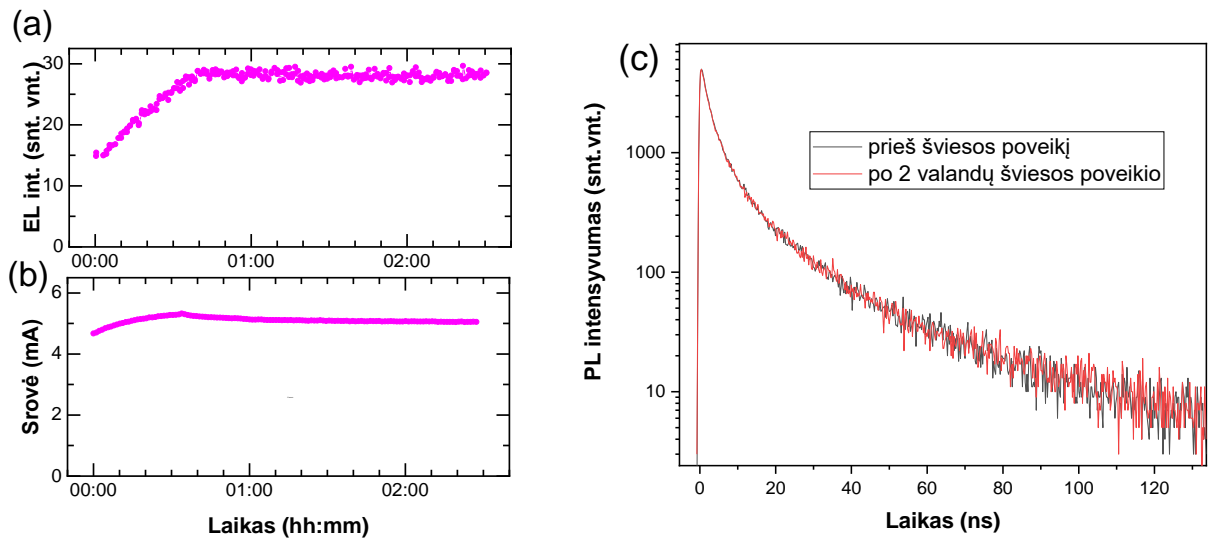 (a)
EL int. (snt. vnt.)
30
20
10
0
00:00
01:00
02:00
(b)
Srovė (mA)
6
4
2
0
00:00
01:00
02:00
Laikas (hh:mm)
(c)
PL intensyvumas (snt.vnt.)
1000
100
10
prieš šviesos poveikį
po 2 valandų šviesos poveikio
0
20
40
60
80
100
120
Laikas (ns)